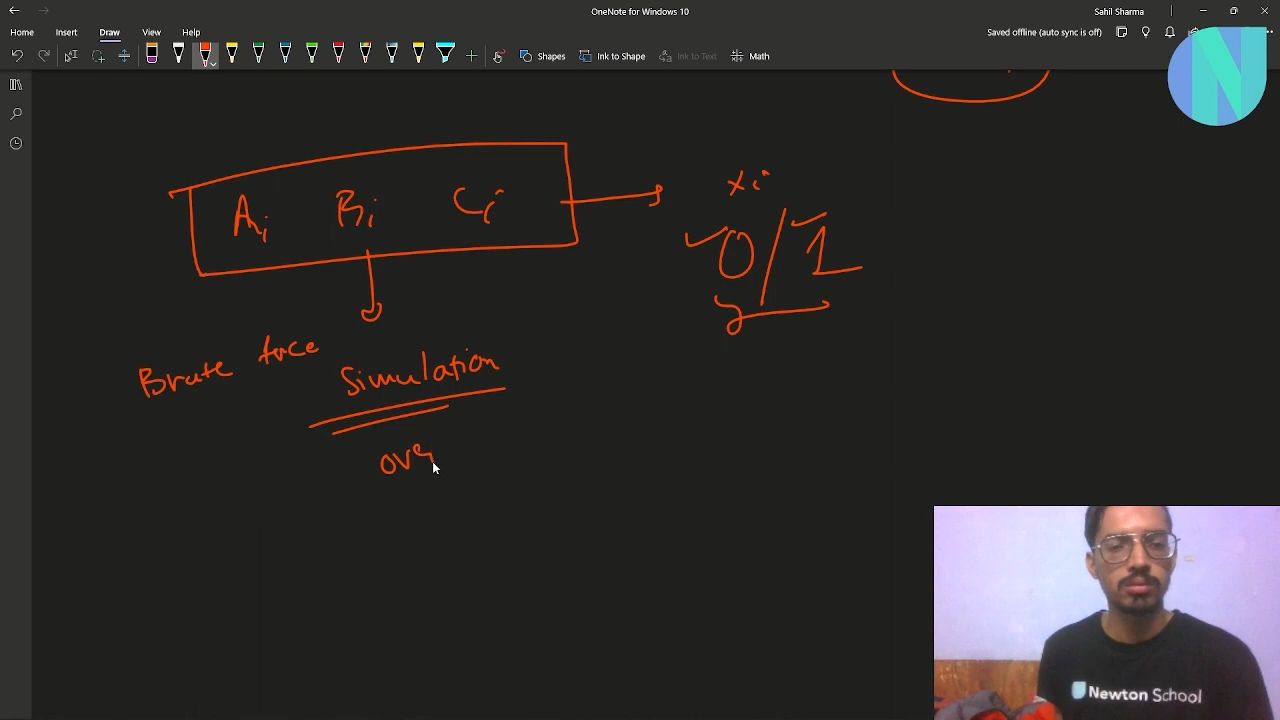 OneNote for Windows 10
Sahil Sharma
Home Insert Draw View Help
Saved offline (auto sync is off)
Shapes Ink to Shape Ink to Text Math
Ai Bi Ci
xi
0/1
Brute force
Simulation
over
Newton School